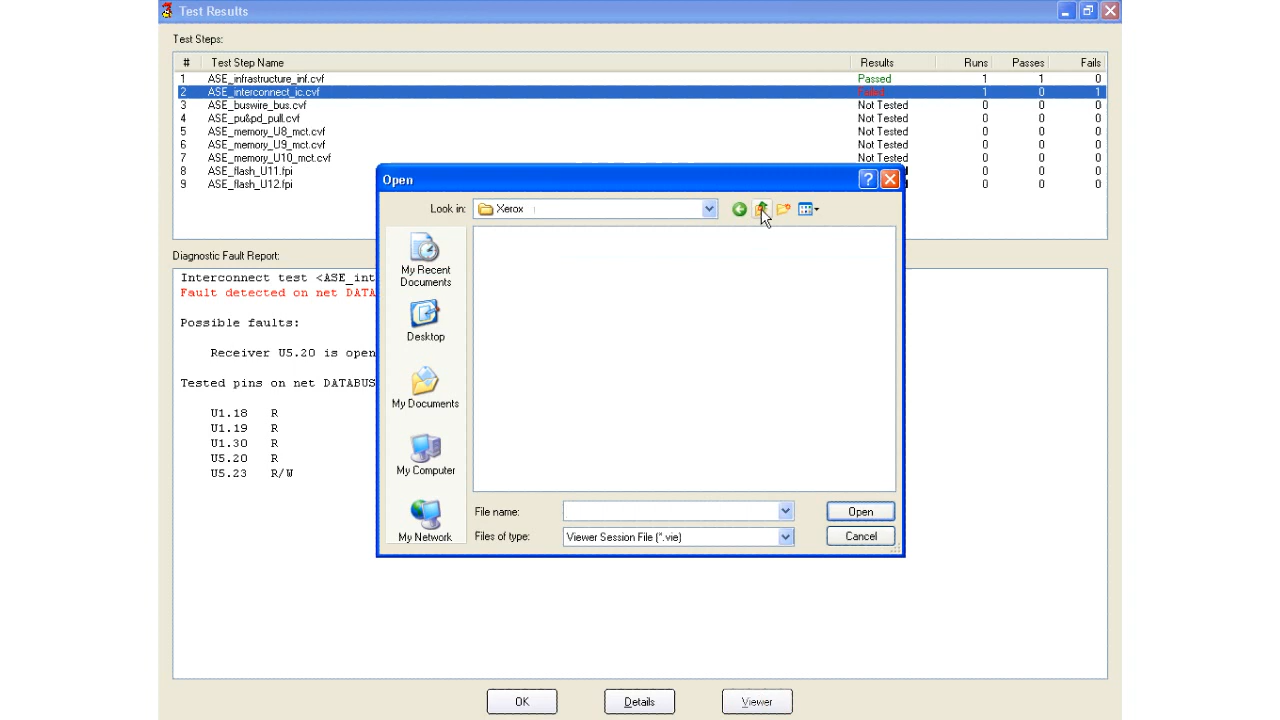 Test Results
Test Steps:
# Test Step Name Results Runs Passes Fails
1 ASE_infrastructure_inf.cvf Passed 1 1 0
2 ASE_interconnect_ic.cvf Failed 1 0 1
3 ASE_buswire_bus.cvf Not Tested 0 0 0
4 ASE_pu&pd_pull.cvf Not Tested 0 0 0
5 ASE_memory_U8_mct.cvf Not Tested 0 0 0
6 ASE_memory_U9_mct.cvf Not Tested 0 0 0
7 ASE_memory_U10_mct.cvf Not Tested 0 0 0
8 ASE_flash_U11.fpi 0 0 0
9 ASE_flash_U12.fpi 0 0 0
Open
Look in: Xerox
My Recent
Documents
Desktop
My Documents
My Computer
My Network
File name: Open
Files of type: Viewer Session File (*.vie) Cancel
Diagnostic Fault Report:
Interconnect test <ASE_int
Fault detected on net DATA
Possible faults:
Receiver U5.20 is open
Tested pins on net DATABUS
U1.18 R
U1.19 R
U1.30 R
U5.20 R
U5.23 R/W
OK Details Viewer